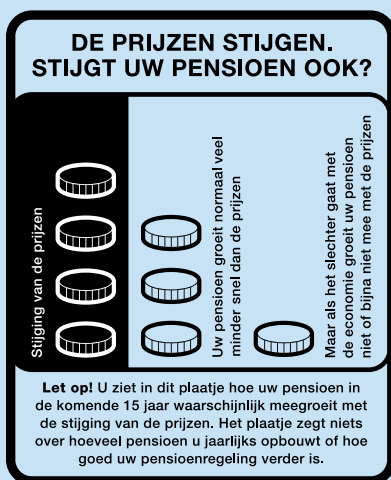 DE PRIJZEN STIJGEN.
STIJGT UW PENSIOEN OOK?
Stijging van de prijzen
Uw pensioen groeit normaal veel
minder snel dan de prijzen
Maar als het slechter gaat met
de economie groeit uw pensioen
niet of bijna niet mee met de prijzen
Let op! U ziet in dit plaatje hoe uw pensioen in
de komende 15 jaar waarschijnlijk meegroeit met
de stijging van de prijzen. Het plaatje zegt niets
over hoeveel pensioen u jaarlijks opbouwt of hoe
goed uw pensioenregeling verder is.